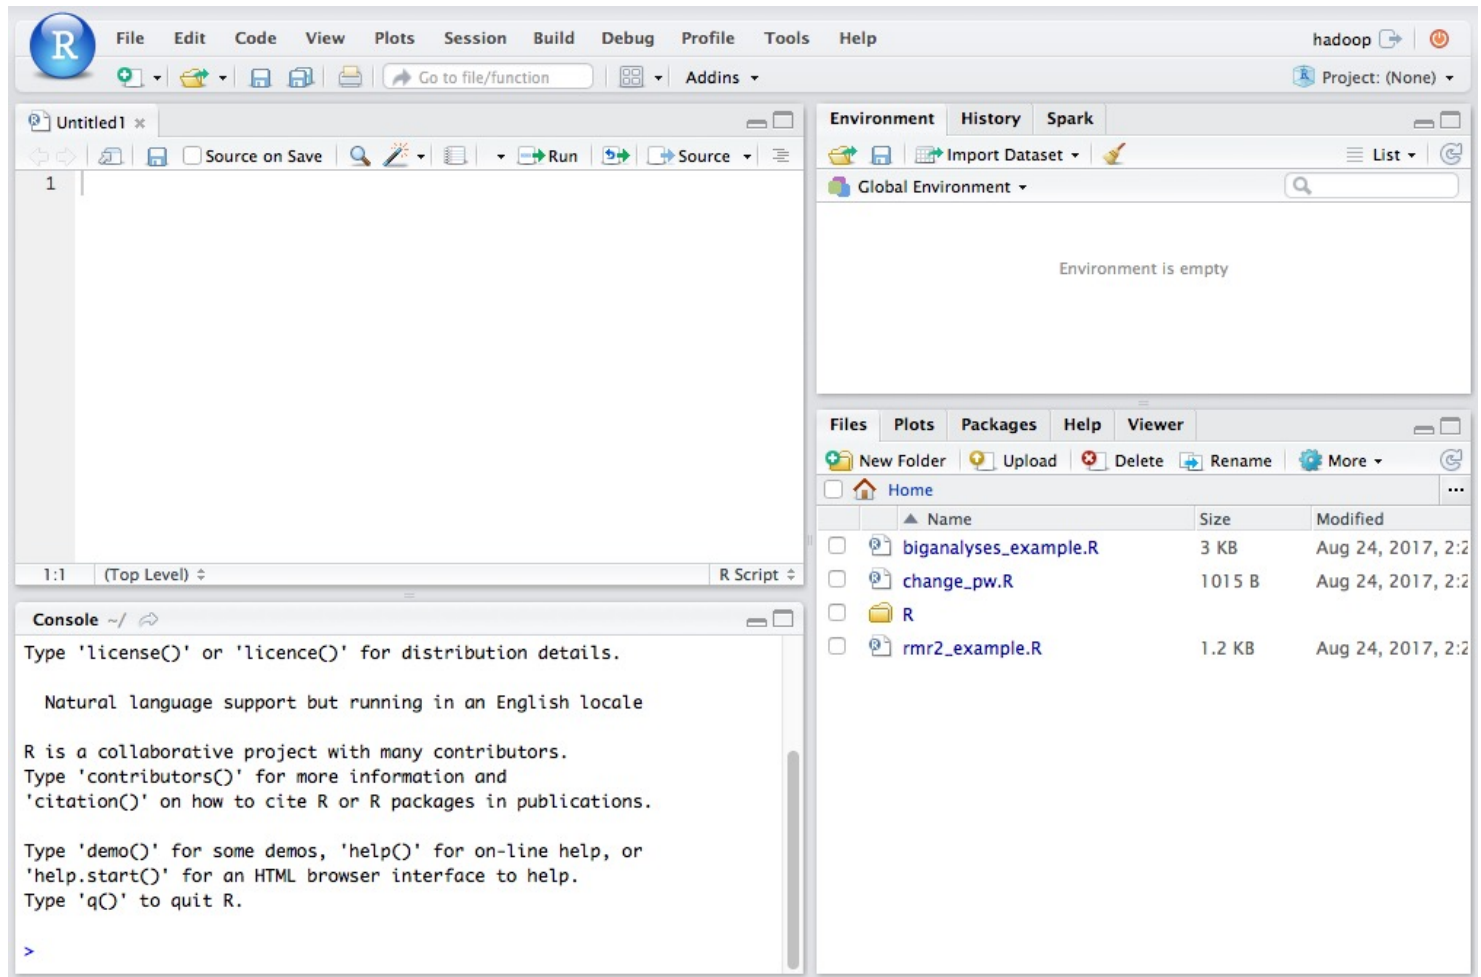 R File Edit Code View Plots Session Build Debug Profile Tools Help hadoop
Go to file/function Addins Project: (None)
Untitled1
Source on Save Run Source
1
1:1 (Top Level) R Script
Console ~/
Type 'license()' or 'licence()' for distribution details.
Natural language support but running in an English locale
R is a collaborative project with many contributors.
Type 'contributors()' for more information and
'citation()' on how to cite R or R packages in publications.
Type 'demo()' for some demos, 'help()' for on-line help, or
'help.start()' for an HTML browser interface to help.
Type 'q()' to quit R.
>
Environment History Spark
Import Dataset List
Global Environment
Environment is empty
Files Plots Packages Help Viewer
New Folder Upload Delete Rename More
Home ...
Name Size Modified
biganalyses_example.R 3 KB Aug 24, 2017, 2:2
change_pw.R 1015 B Aug 24, 2017, 2:2
R
rmr2_example.R 1.2 KB Aug 24, 2017, 2:2